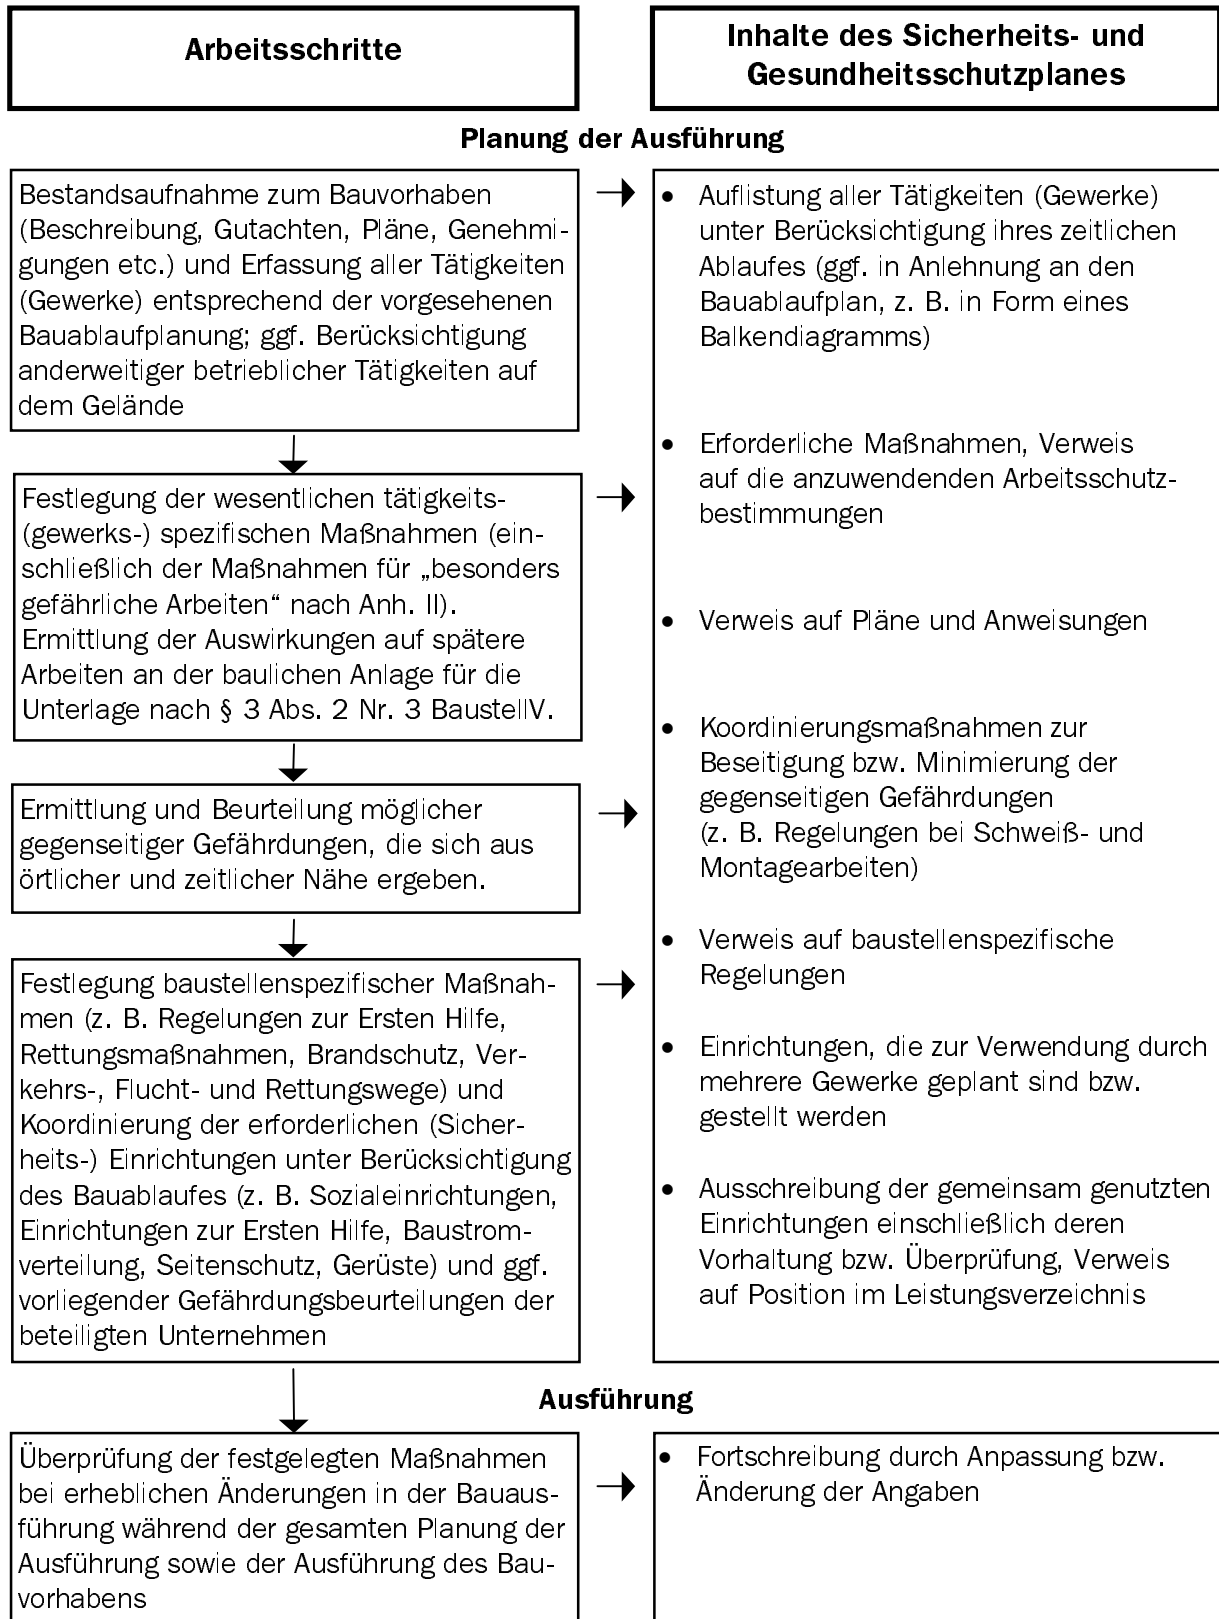 Arbeitsschritte
Inhalte des Sicherheits- und
Gesundheitsschutzplanes
Planung der Ausführung
Bestandsaufnahme zum Bauvorhaben
(Beschreibung, Gutachten, Pläne, Genehmi-
gungen etc.) und Erfassung aller Tätigkeiten
(Gewerke) entsprechend der vorgesehenen
Bauablaufplanung; ggf. Berücksichtigung
anderweitiger betrieblicher Tätigkeiten auf
dem Gelände
Festlegung der wesentlichen tätigkeits-
(gewerks-) spezifischen Maßnahmen (ein-
schließlich der Maßnahmen für „besonders
gefährliche Arbeiten“ nach Anh. II).
Ermittlung der Auswirkungen auf spätere
Arbeiten an der baulichen Anlage für die
Unterlage nach § 3 Abs. 2 Nr. 3 BaustellV.
Ermittlung und Beurteilung möglicher
gegenseitiger Gefährdungen, die sich aus
örtlicher und zeitlicher Nähe ergeben.
Festlegung baustellenspezifischer Maßnah-
men (z. B. Regelungen zur Ersten Hilfe,
Rettungsmaßnahmen, Brandschutz, Ver-
kehrs-, Flucht- und Rettungswege) und
Koordinierung der erforderlichen (Sicher-
heits-) Einrichtungen unter Berücksichtigung
des Bauablaufes (z. B. Sozialeinrichtungen,
Einrichtungen zur Ersten Hilfe, Baustrom-
verteilung, Seitenschutz, Gerüste) und ggf.
vorliegender Gefährdungsbeurteilungen der
beteiligten Unternehmen
• Auflistung aller Tätigkeiten (Gewerke)
unter Berücksichtigung ihres zeitlichen
Ablaufes (ggf. in Anlehnung an den
Bauablaufplan, z. B. in Form eines
Balkendiagramms)
• Erforderliche Maßnahmen, Verweis
auf die anzuwendenden Arbeitsschutz-
bestimmungen
• Verweis auf Pläne und Anweisungen
• Koordinierungsmaßnahmen zur
Beseitigung bzw. Minimierung der
gegenseitigen Gefährdungen
(z. B. Regelungen bei Schweiß- und
Montagearbeiten)
• Verweis auf baustellenspezifische
Regelungen
• Einrichtungen, die zur Verwendung durch
mehrere Gewerke geplant sind bzw.
gestellt werden
• Ausschreibung der gemeinsam genutzten
Einrichtungen einschließlich deren
Vorhaltung bzw. Überprüfung, Verweis
auf Position im Leistungsverzeichnis
Ausführung
Überprüfung der festgelegten Maßnahmen
bei erheblichen Änderungen in der Bauaus-
führung während der gesamten Planung der
Ausführung sowie der Ausführung des Bau-
vorhabens
• Fortschreibung durch Anpassung bzw.
Änderung der Angaben